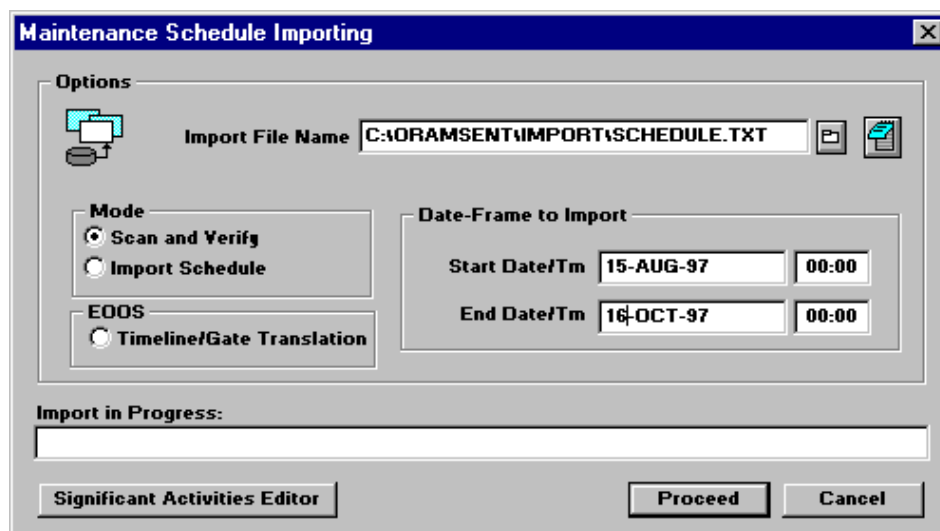 Maintenance Schedule Importing
Options
Import File Name C:\ORAMSENT\IMPORT\SCHEDULE.TXT
Mode
Scan and Verify
Import Schedule
EOOS
Timeline/Gate Translation
Date-Frame to Import
Start Date/Tm 15-AUG-97 00:00
End Date/Tm 16-OCT-97 00:00
Import in Progress:
Significant Activities Editor Proceed Cancel